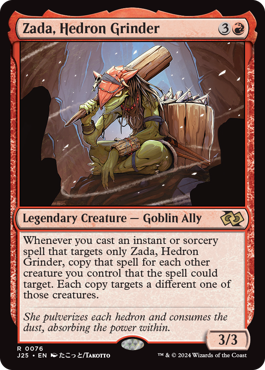 Zada, Hedron Grinder 3
Legendary Creature — Goblin Ally
Whenever you cast an instant or sorcery
spell that targets only Zada, Hedron
Grinder, copy that spell for each other
creature you control that the spell could
target. Each copy targets a different one of
those creatures.
She pulverizes each hedron and consumes the
dust, absorbing the power within.
3/3
R 0076
J25 • EN たこっと/TAKOTTO
™ & © 2024 Wizards of the Coast